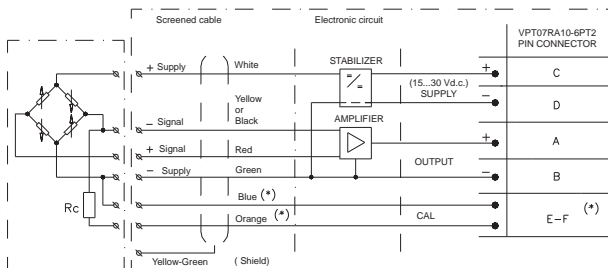 Screened cable
Electronic circuit
VPT07RA10-6PT2
PIN CONNECTOR
+ Supply White STABILIZER + C
= / =
(15...30 Vd.c.)
SUPPLY
− D
Yellow
or
Black
− Signal AMPLIFIER
+ Signal Red + A
OUTPUT
− Supply Green − B
Blue (*)
Rc
Orange (*) CAL E-F (*)
Yellow-Green ( Shield)